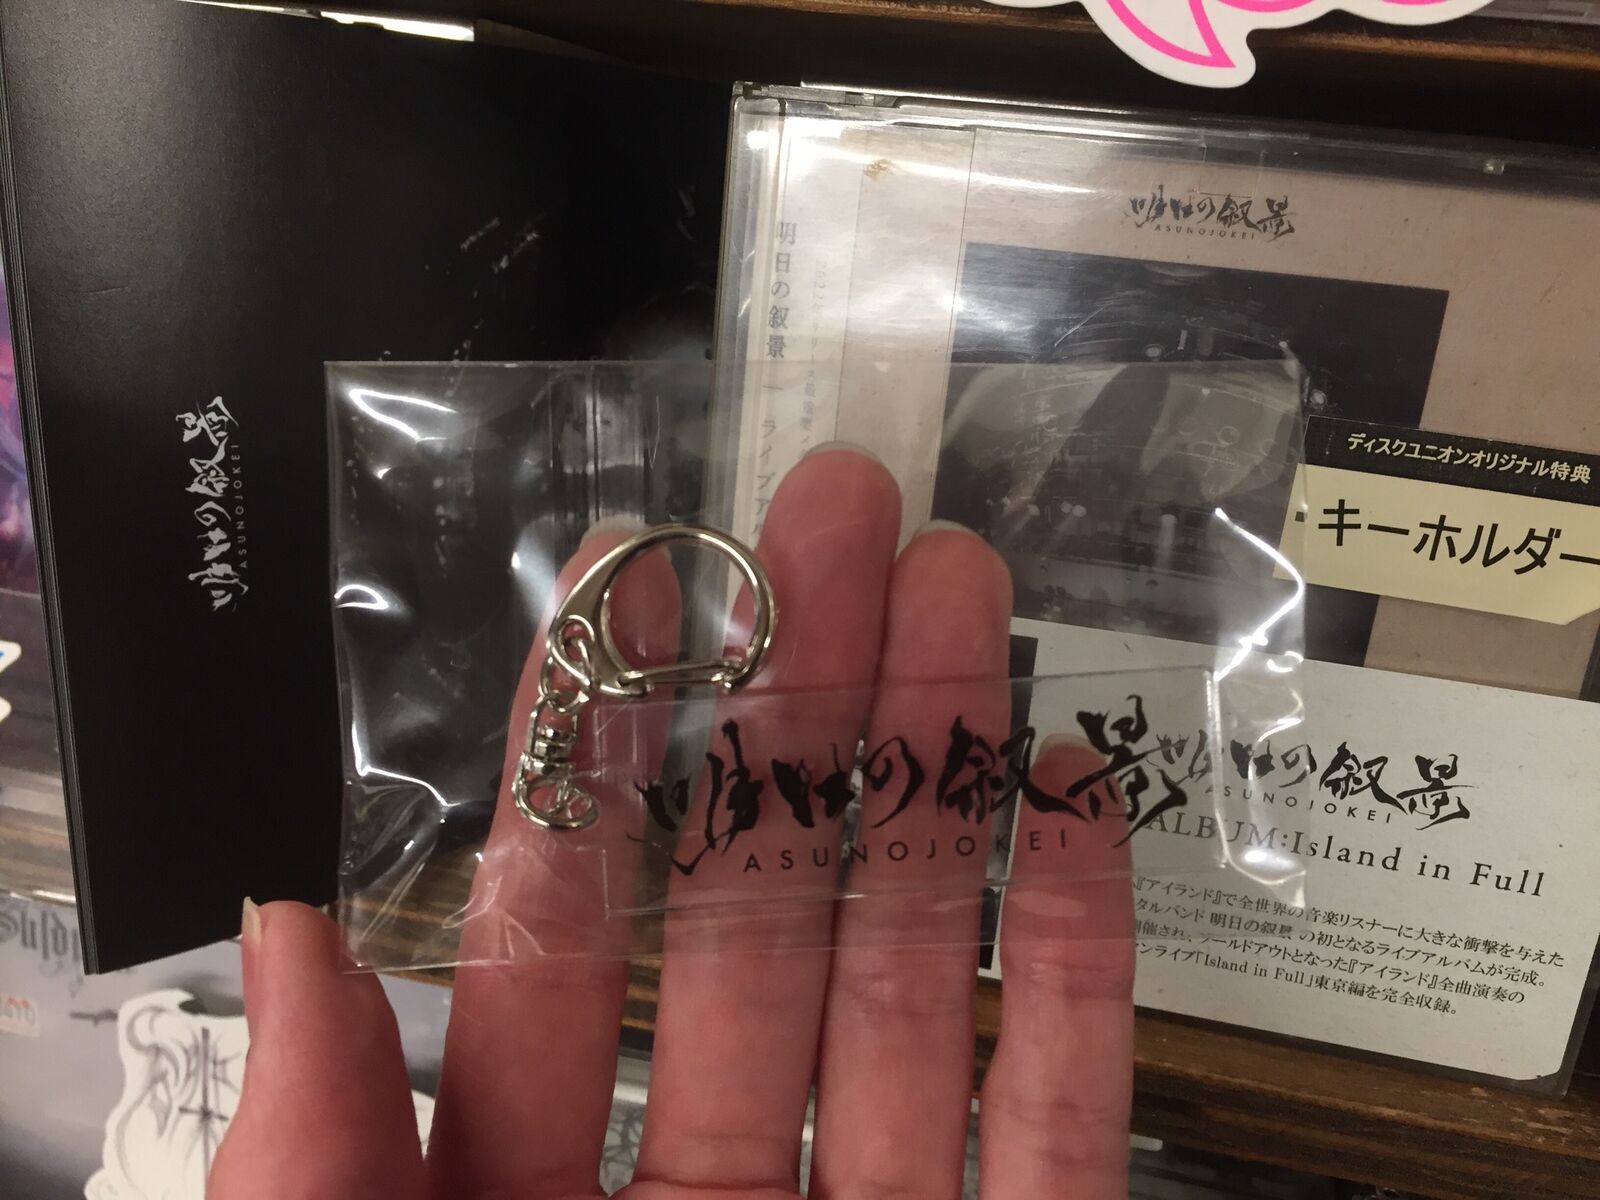 明日の叙景
ASUNOJOKEI
明日の叙景
ASUNOJOKEI
明日の叙景 | ライブアル
ディスクユニオンオリジナル特典
・キーホルダー
明日の叙景
ASUNOJOKEI
明日の叙景
ASUNOJOKEI
ALBUM:Island in Full
『アイランド』で全世界の音楽リスナーに大きな衝撃を与えた
タルバンド 明日の叙景 の初となるライブアルバムが完成。
開催され、ソールドアウトとなった『アイランド』全曲演奏の
ンライブ「Island in Full」東京編を完全収録。